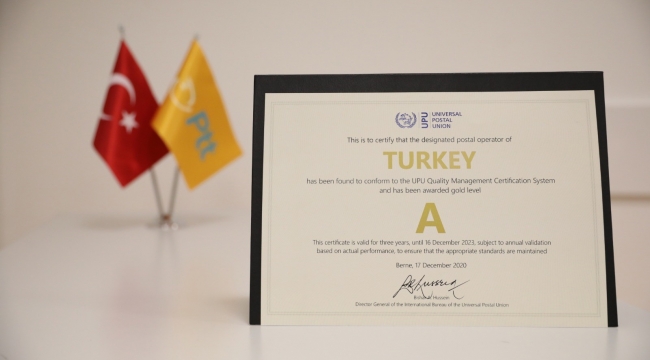 Ptt
UPU
UNIVERSAL
POSTAL
UNION
This is to certify that the designated postal operator of
TURKEY
has been found to conform to the UPU Quality Management Certification System
and has been awarded gold level
A
This certificate is valid for three years, until 16 December 2023, subject to annual validation
based on actual performance, to ensure that the appropriate standards are maintained
Berne, 17 December 2020
Hussein
Director General of the International Bureau of the Universal Postal Union